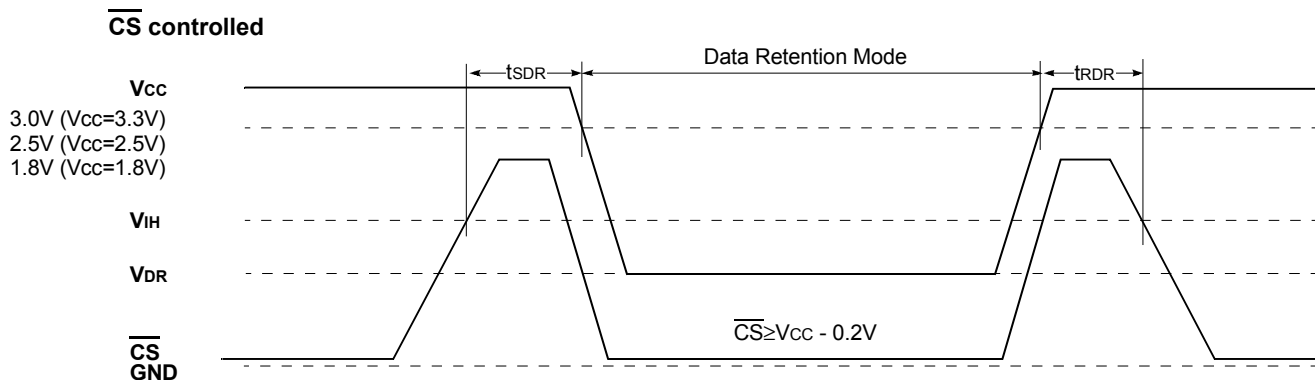 CS controlled
tSDR
Data Retention Mode
tRDR
VCC
3.0V (VCC=3.3V)
2.5V (VCC=2.5V)
1.8V (VCC=1.8V)
VIH
VDR
CS≥VCC - 0.2V
CS
GND